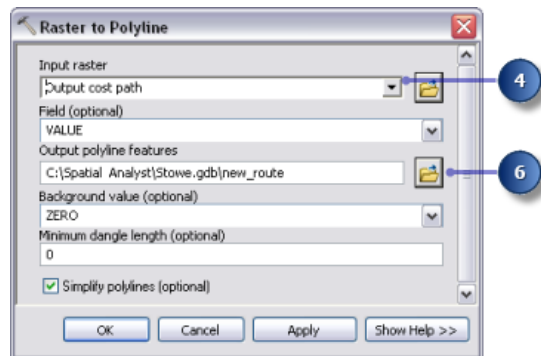 Raster to Polyline
Input raster
Output cost path
4
Field (optional)
VALUE
Output polyline features
C:\Spatial Analyst\Stowe.gdb\new_route
6
Background value (optional)
ZERO
Minimum dangle length (optional)
0
Simplify polylines (optional)
OK
Cancel
Apply
Show Help >>